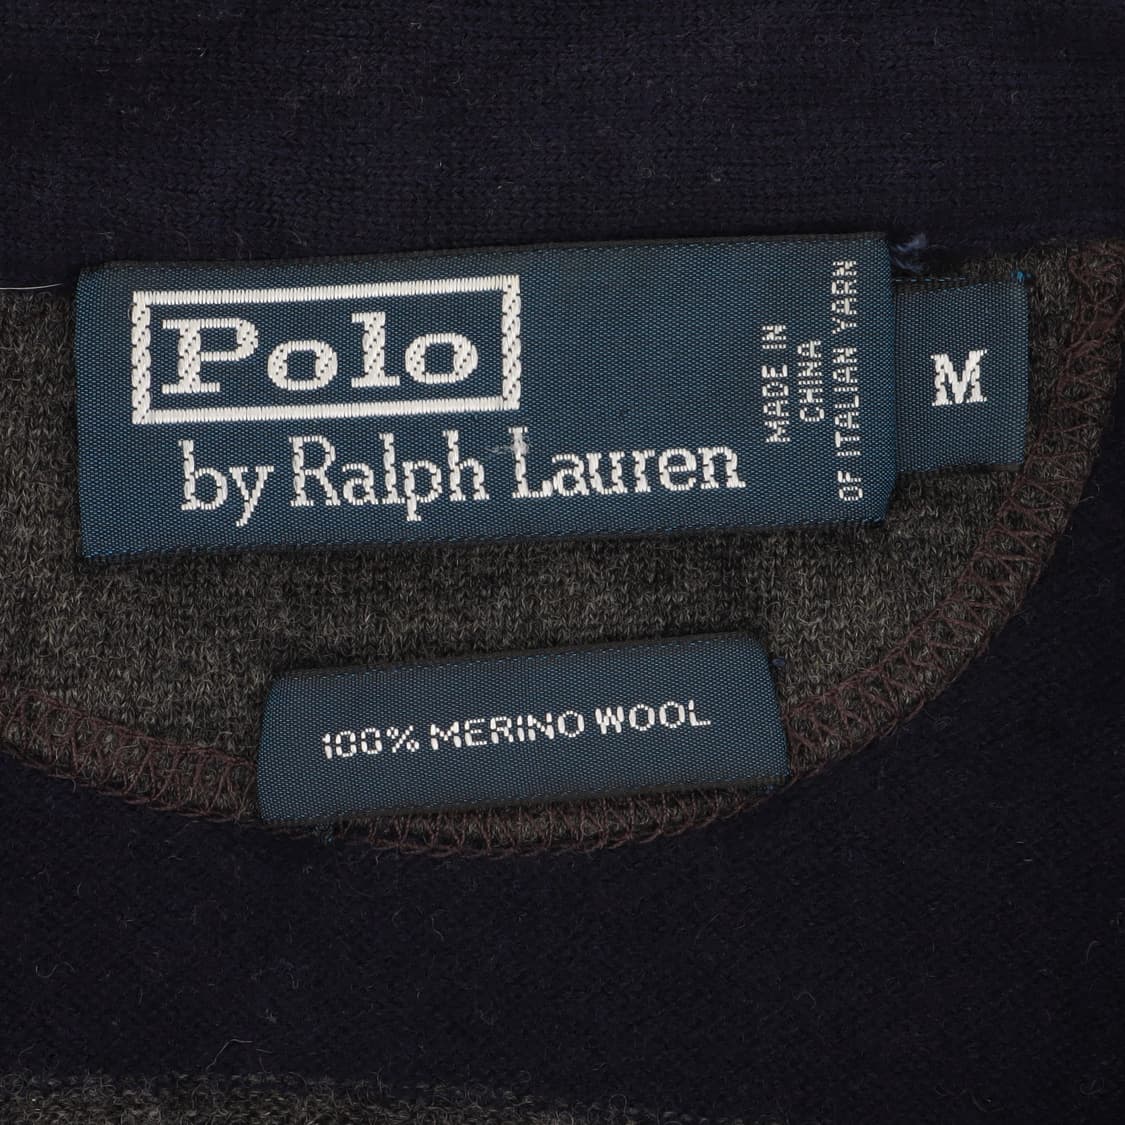 Polo
by Ralph Lauren
MADE IN
CHINA
OF ITALIAN YARN
M
100% MERINO WOOL